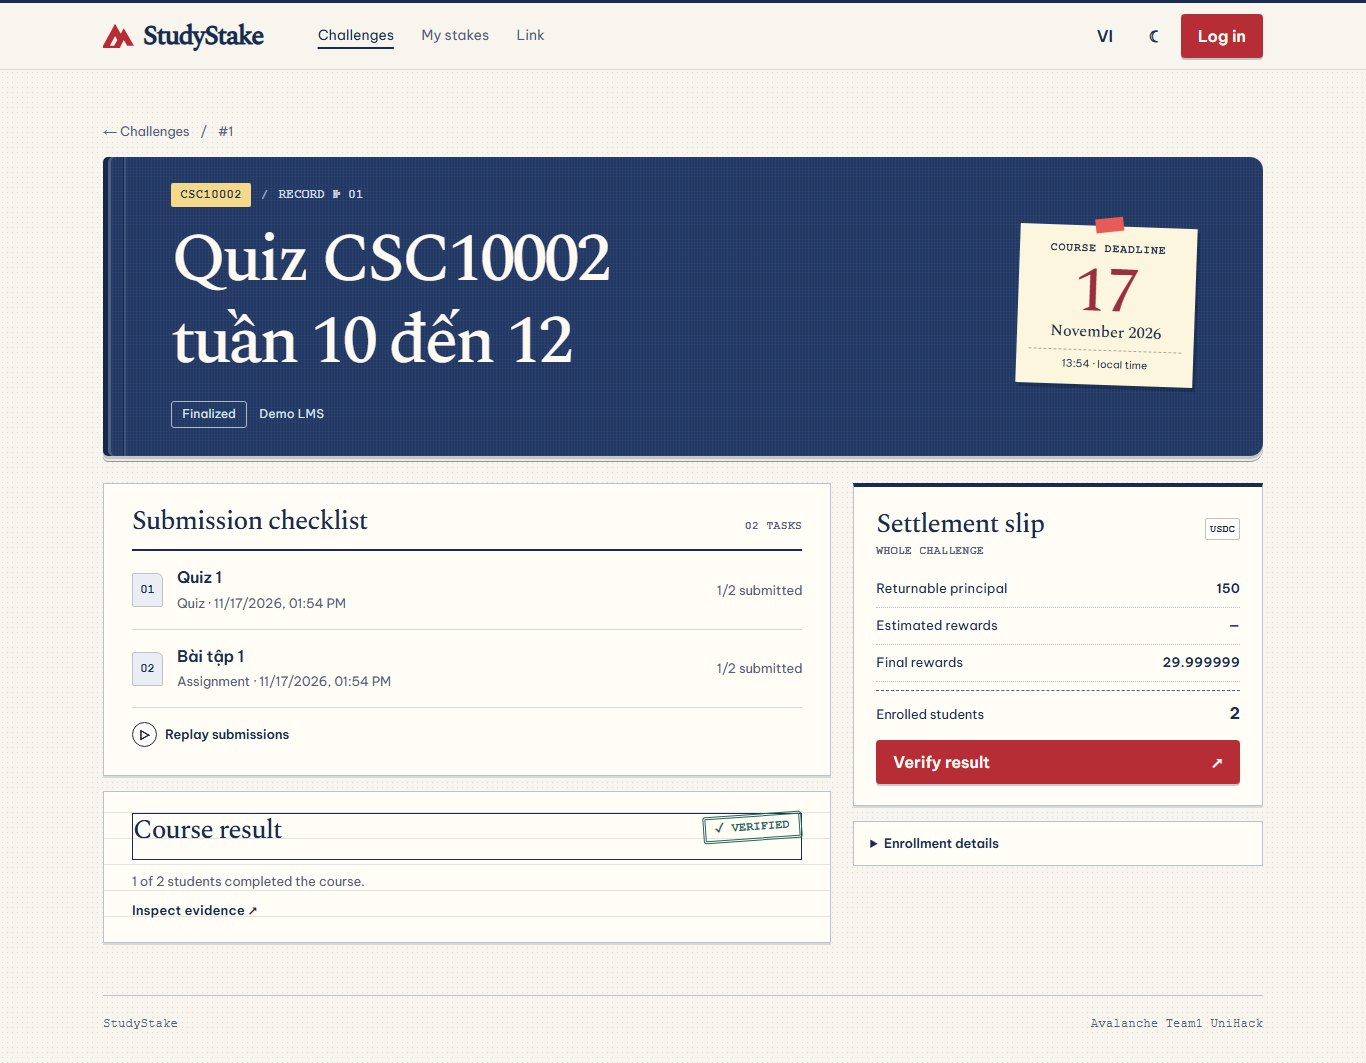 StudyStake
Challenges
My stakes
Link
VI
Log in
← Challenges / #1
CSC10002 / RECORD № 01
Quiz CSC10002
tuần 10 đến 12
Finalized
Demo LMS
COURSE DEADLINE
17
November 2026
13:54 · local time
Submission checklist
02 TASKS
01
Quiz 1
Quiz · 11/17/2026, 01:54 PM
1/2 submitted
02
Bài tập 1
Assignment · 11/17/2026, 01:54 PM
1/2 submitted
Replay submissions
Course result
✓ VERIFIED
1 of 2 students completed the course.
Inspect evidence ↗
Settlement slip
USDC
WHOLE CHALLENGE
Returnable principal 150
Estimated rewards –
Final rewards 29.999999
Enrolled students 2
Verify result ↗
▶ Enrollment details
StudyStake
Avalanche Team1 UniHack